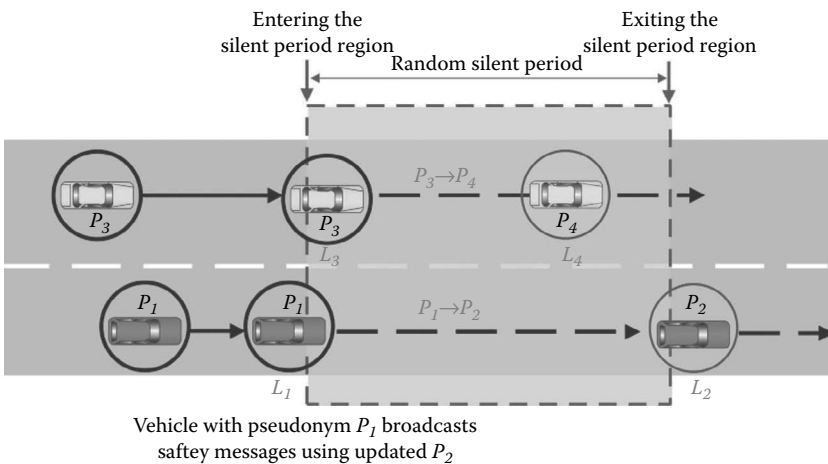 Entering the
silent period region
Exiting the
silent period region
Random silent period
P3→P4
P3
P3
P4
L3
L4
P1
P1
P1→P2
P2
L1
L2
Vehicle with pseudonym P1 broadcasts
saftey messages using updated P2